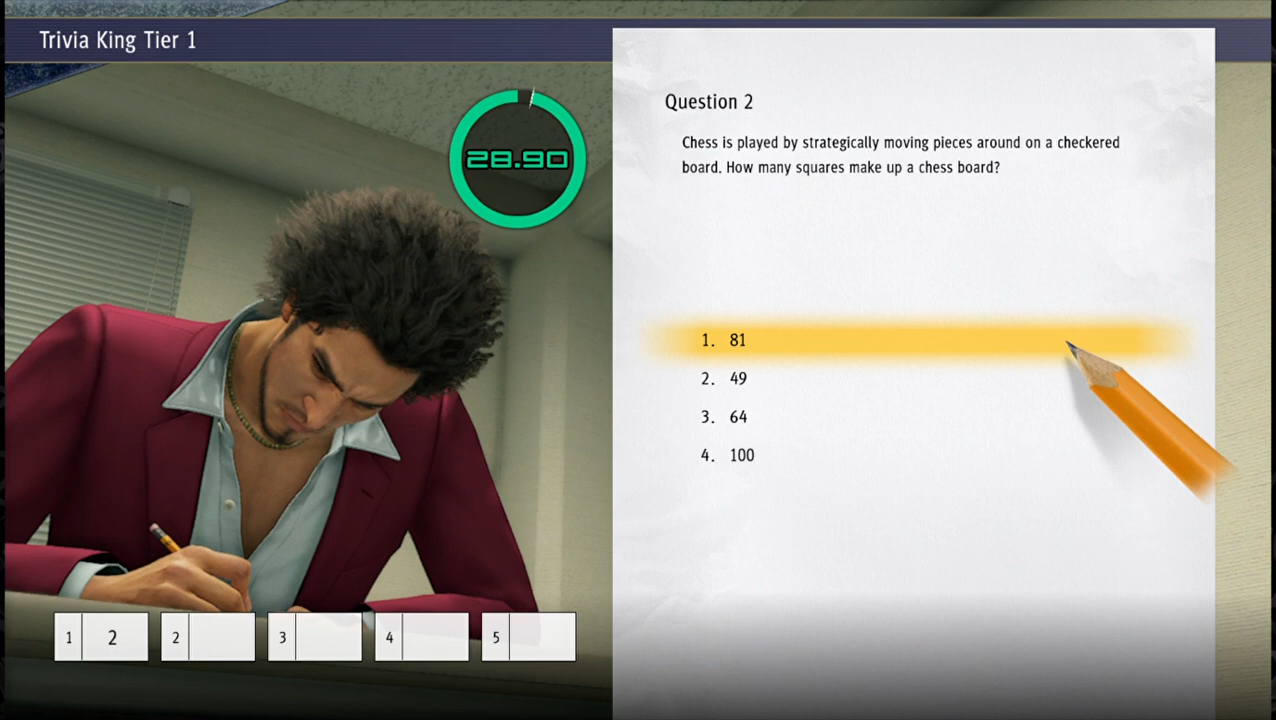 Trivia King Tier 1
28.90
Question 2
Chess is played by strategically moving pieces around on a checkered
board. How many squares make up a chess board?
1. 81
2. 49
3. 64
4. 100
1 2 2 3 4 5